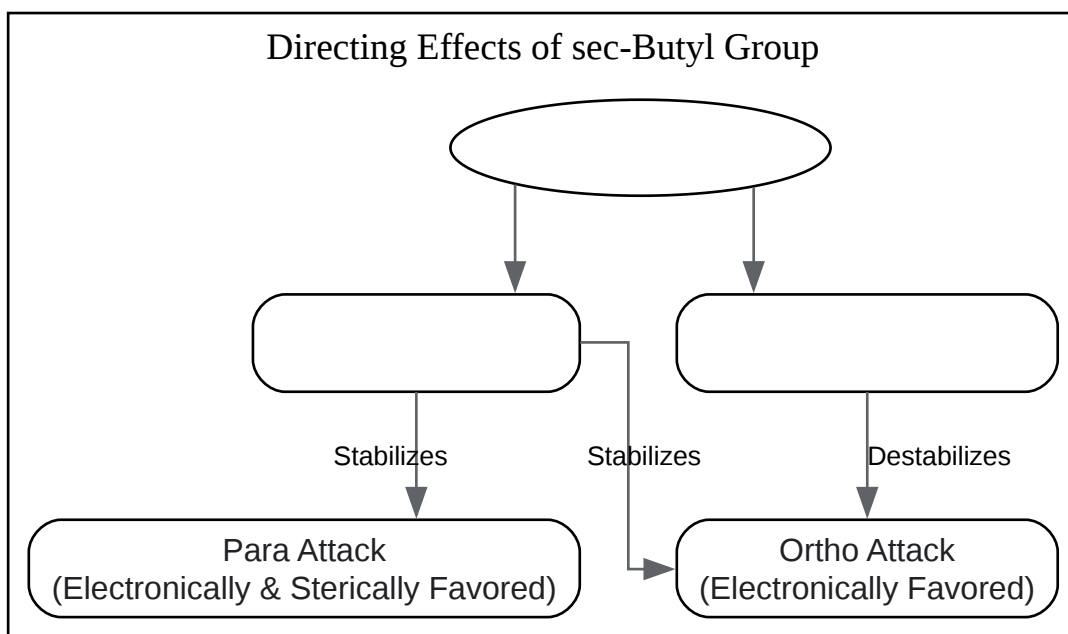 Directing Effects of sec-Butyl Group
Stabilizes
Stabilizes
Destabilizes
Para Attack
(Electronically & Sterically Favored)
Ortho Attack
(Electronically Favored)